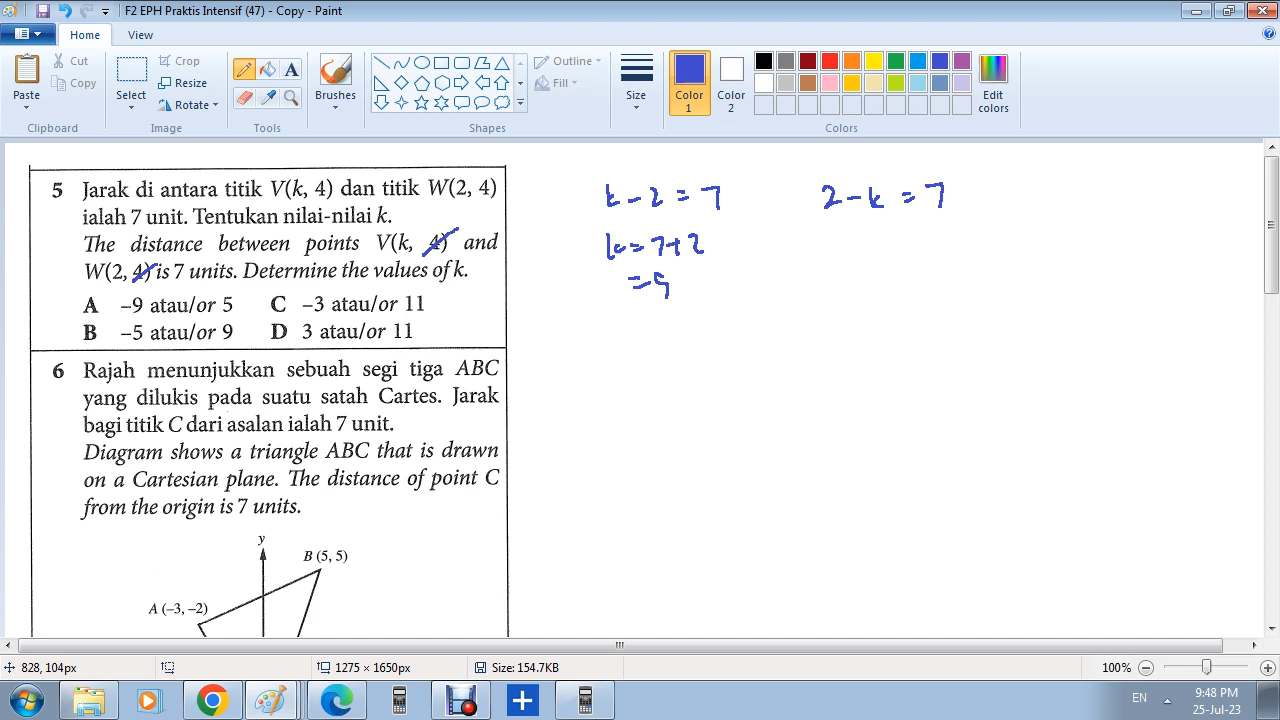 F2 EPH Praktis Intensif (47) - Copy - Paint
Home View
Paste
Cut
Copy
Clipboard
Select
Crop
Resize
Rotate
Image
A
Tools
Brushes
Shapes
Outline
Fill
Size
Color 1
Color 2
Edit colors
Colors
5 Jarak di antara titik V(k, 4) dan titik W(2, 4)
ialah 7 unit. Tentukan nilai-nilai k.
The distance between points V(k, 4) and
W(2, 4) is 7 units. Determine the values of k.
A –9 atau/or 5 C –3 atau/or 11
B –5 atau/or 9 D 3 atau/or 11
k - 2 = 7
k = 7 + 2
= 9
2 - k = 7
6 Rajah menunjukkan sebuah segi tiga ABC
yang dilukis pada suatu satah Cartes. Jarak
bagi titik C dari asalan ialah 7 unit.
Diagram shows a triangle ABC that is drawn
on a Cartesian plane. The distance of point C
from the origin is 7 units.
y
B (5, 5)
A (–3, –2)
828, 104px
1275 × 1650px
Size: 154.7KB
100%
EN
9:48 PM
25-Jul-23